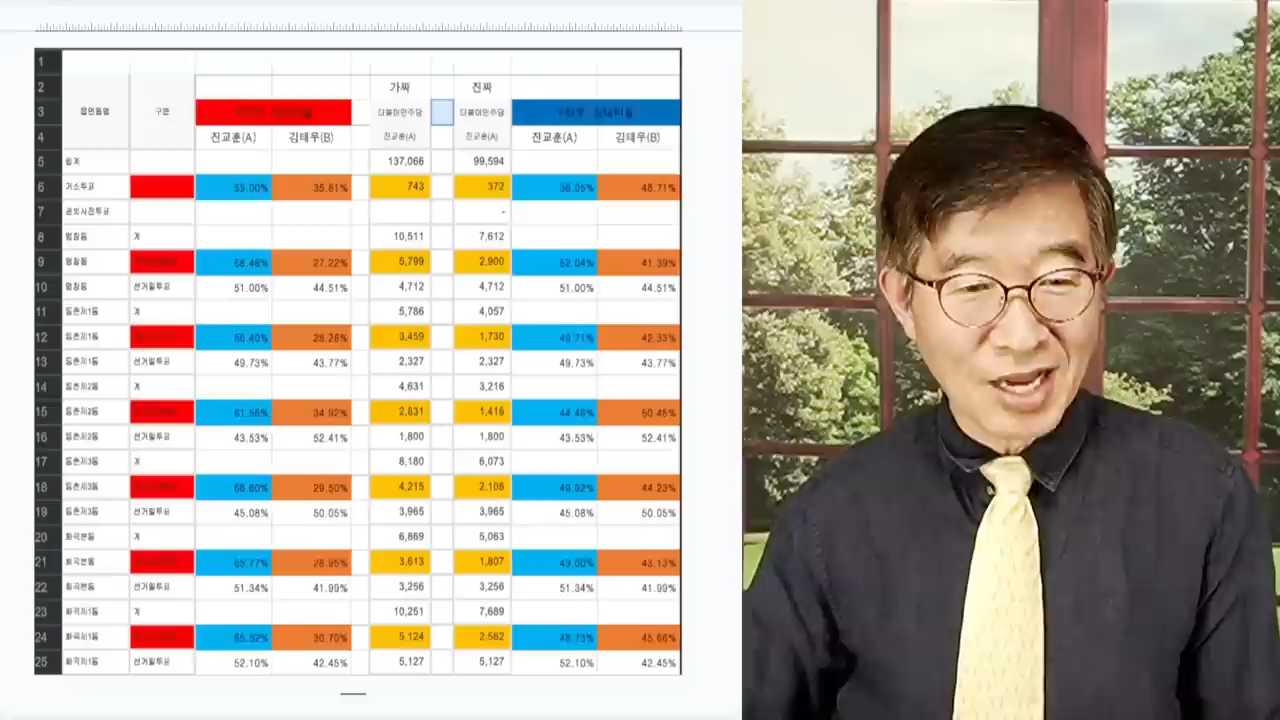 1
2 가짜 진짜
3 읍면동명 구분 더불어민주당 더불어민주당
4 진교훈(A) 김태우(B) 진교훈(A) 진교훈(A) 진교훈(A) 김태우(B)
5 합계 137,066 99,594
6 거소투표 53.00% 35.81% 743 372 36.05% 48.71%
7 관외사전투표 -
8 염창동 계 10,511 7,612
9 염창동 68.46% 27.22% 5,799 2,900 52.04% 41.39%
10 염창동 선거일투표 51.00% 44.51% 4,712 4,712 51.00% 44.51%
11 등촌제1동 계 5,786 4,057
12 등촌제1동 66.40% 28.28% 3,459 1,730 49.71% 42.33%
13 등촌제1동 선거일투표 49.73% 43.77% 2,327 2,327 49.73% 43.77%
14 등촌제2동 계 4,631 3,216
15 등촌제2동 61.56% 34.92% 2,831 1,416 44.46% 50.45%
16 등촌제2동 선거일투표 43.53% 52.41% 1,800 1,800 43.53% 52.41%
17 등촌제3동 계 8,180 6,073
18 등촌제3동 66.60% 29.50% 4,215 2,108 49.92% 44.23%
19 등촌제3동 선거일투표 45.08% 50.05% 3,965 3,965 45.08% 50.05%
20 화곡본동 계 6,869 5,063
21 화곡본동 65.77% 28.95% 3,613 1,807 49.00% 43.13%
22 화곡본동 선거일투표 51.34% 41.99% 3,256 3,256 51.34% 41.99%
23 화곡제1동 계 10,251 7,689
24 화곡제1동 65.52% 30.70% 5,124 2,562 48.73% 45.66%
25 화곡제1동 선거일투표 52.10% 42.45% 5,127 5,127 52.10% 42.45%